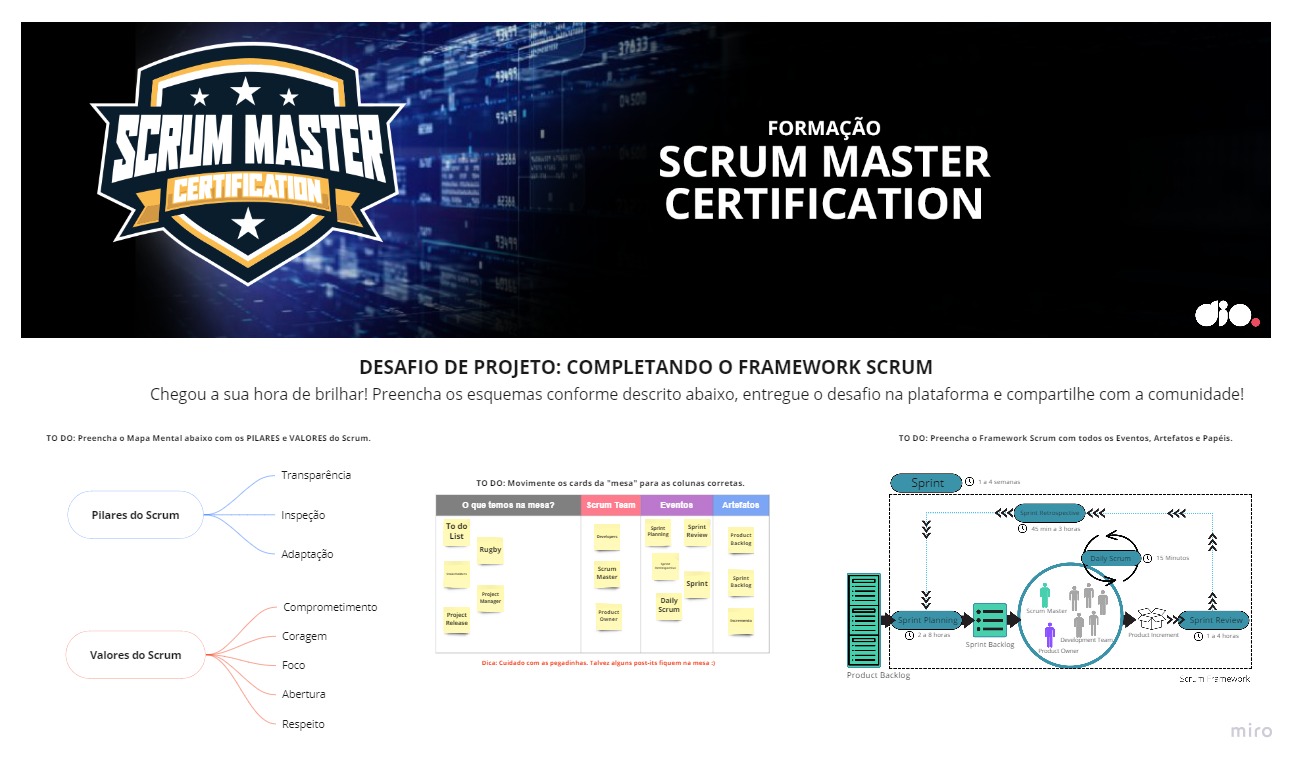 SCRUM MASTER
CERTIFICATION
FORMAÇÃO
SCRUM MASTER
CERTIFICATION
dio.
DESAFIO DE PROJETO: COMPLETANDO O FRAMEWORK SCRUM
Chegou a sua hora de brilhar! Preencha os esquemas conforme descrito abaixo, entregue o desafio na plataforma e compartilhe com a comunidade!
TO DO: Preencha o Mapa Mental abaixo com os PILARES e VALORES do Scrum.
Pilares do Scrum
Transparência
Inspeção
Adaptação
Valores do Scrum
Comprometimento
Coragem
Foco
Abertura
Respeito
TO DO: Movimente os cards da "mesa" para as colunas corretas.
O que temos na mesa?
Scrum Team
Eventos
Artefatos
To do
List
Rugby
Project
Manager
Project
Release
Developers
Scrum
Master
Product
Owner
Sprint
Planning
Sprint
Review
Sprint
Retrospective
Sprint
Daily
Scrum
Product
Backlog
Sprint
Backlog
Increments
Dica: Cuidado com as pegadinhas. Talvez alguns post-its fiquem na mesa :)
TO DO: Preencha o Framework Scrum com todos os Eventos, Artefatos e Papéis.
Sprint
1 a 4 semanas
Sprint Retrospective
45 min a 3 horas
Daily Scrum
15 Minutos
Scrum Master
Development Team
Product Owner
Sprint Planning
2 a 8 horas
Sprint Backlog
Product Increment
Sprint Review
1 a 4 horas
Product Backlog
Scrum Framework
miro